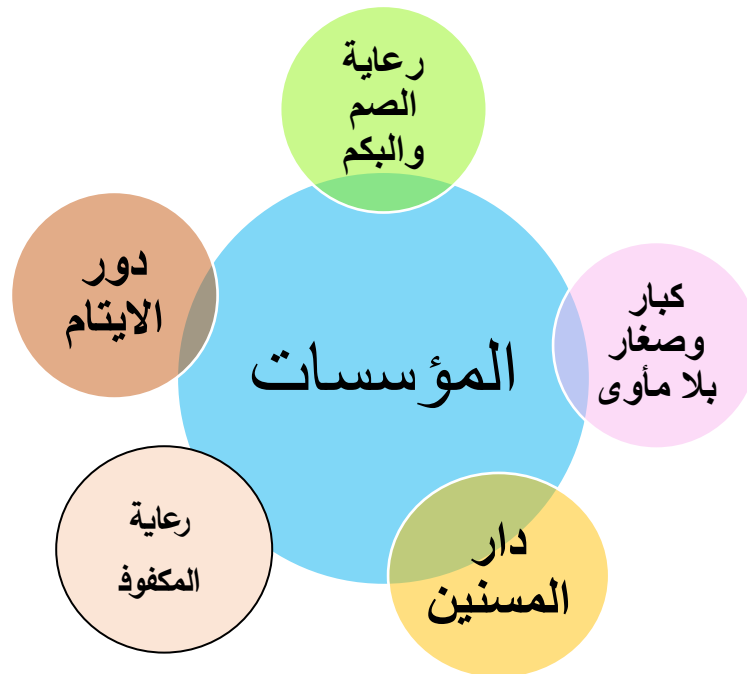 رعاية
الصم
والبكم
دور
الايتام
كبار
وصغار
بلا مأوى
المؤسسات
رعاية
المكفوف
دار
المسنين